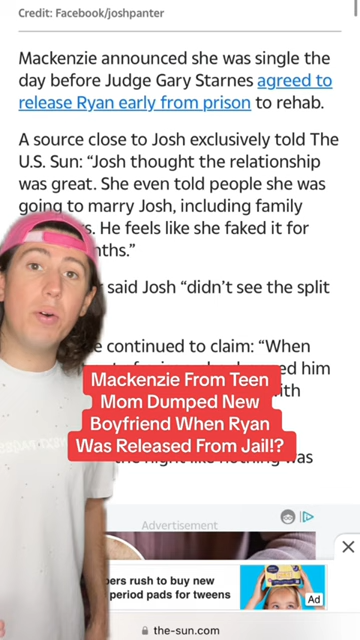 Credit: Facebook/joshpanter
Mackenzie announced she was single the
day before Judge Gary Starnes agreed to
release Ryan early from prison to rehab.
A source close to Josh exclusively told The
U.S. Sun: “Josh thought the relationship
was great. She even told people she was
going to marry Josh, including family
He feels like she faked it for
said Josh “didn’t see the split
continued to claim: “When
him
Mackenzie From Teen
Mom Dumped New
Boyfriend When Ryan
Was Released From Jail!?
Advertisement
rush to buy new
period pads for tweens
Ad
the-sun.com